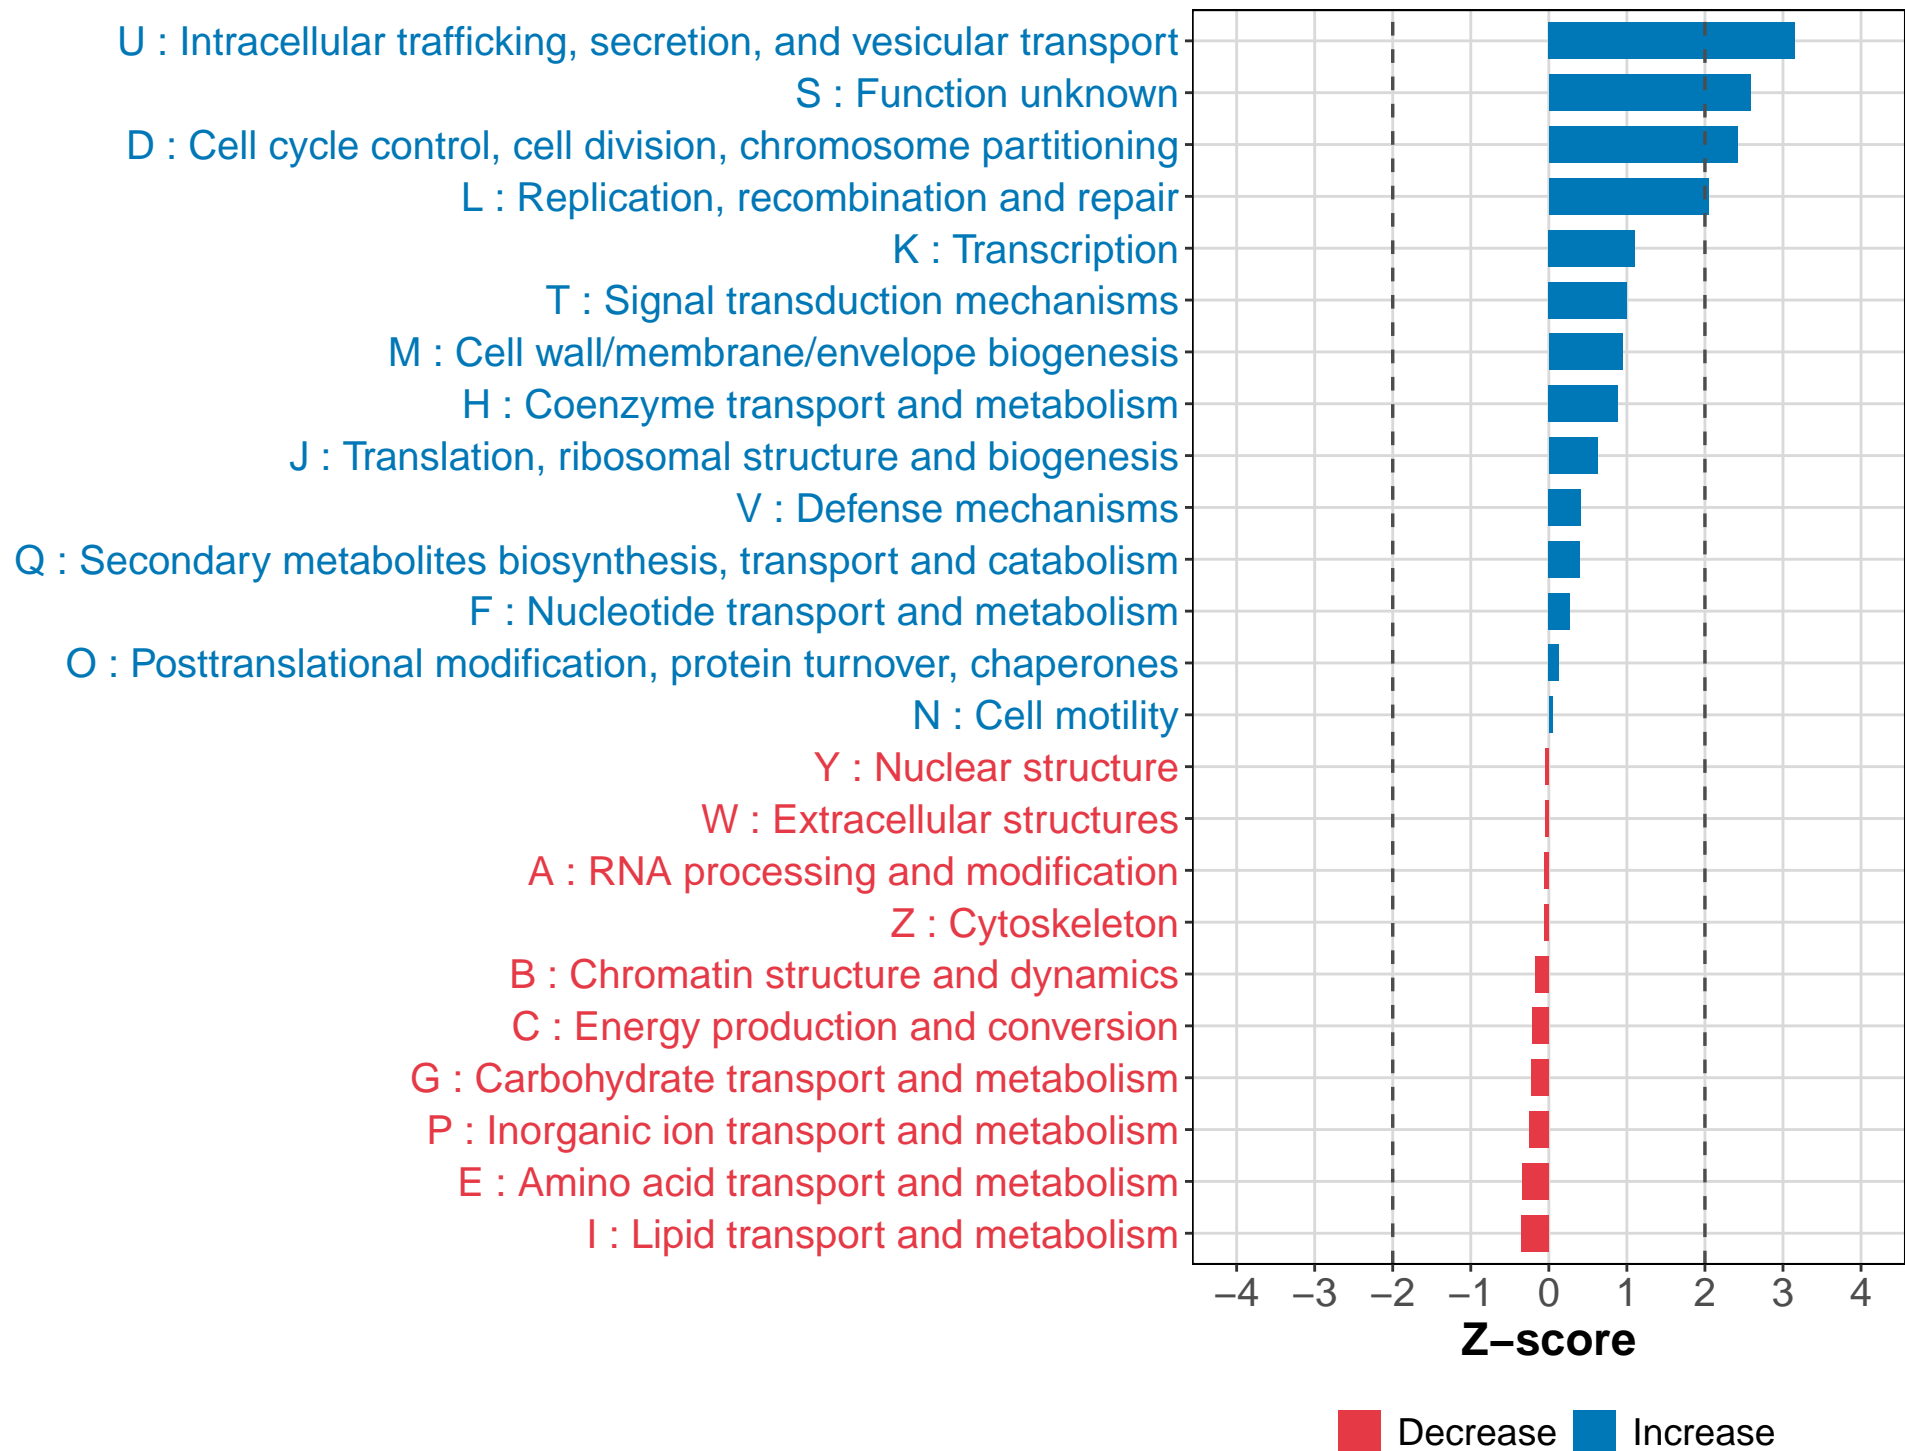 U : Intracellular trafficking, secretion, and vesicular transport
S : Function unknown
D : Cell cycle control, cell division, chromosome partitioning
L : Replication, recombination and repair
K : Transcription
T : Signal transduction mechanisms
M : Cell wall/membrane/envelope biogenesis
H : Coenzyme transport and metabolism
J : Translation, ribosomal structure and biogenesis
V : Defense mechanisms
Q : Secondary metabolites biosynthesis, transport and catabolism
F : Nucleotide transport and metabolism
O : Posttranslational modification, protein turnover, chaperones
N : Cell motility
Y : Nuclear structure
W : Extracellular structures
A : RNA processing and modification
Z : Cytoskeleton
B : Chromatin structure and dynamics
C : Energy production and conversion
G : Carbohydrate transport and metabolism
P : Inorganic ion transport and metabolism
E : Amino acid transport and metabolism
I : Lipid transport and metabolism
−4 −3 −2 −1 0 1 2 3 4
Z−score
Decrease Increase